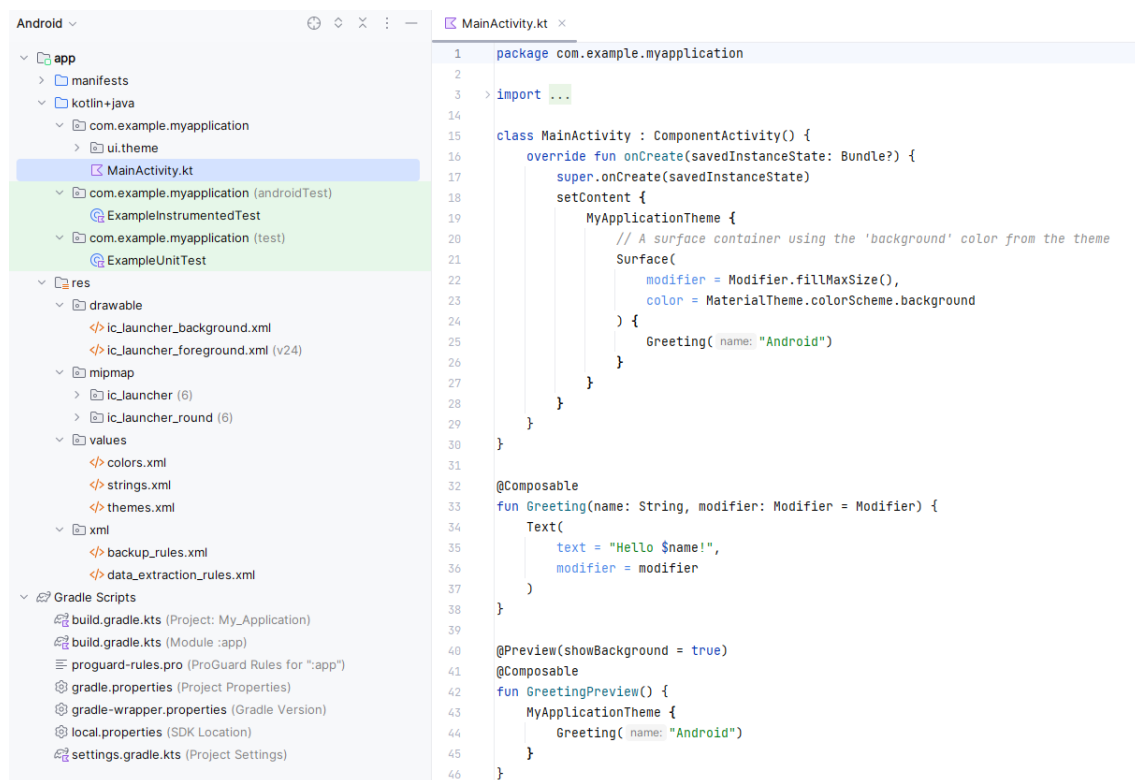 Android
app
manifests
kotlin+java
com.example.myapplication
ui.theme
MainActivity.kt
com.example.myapplication (androidTest)
ExampleInstrumentedTest
com.example.myapplication (test)
ExampleUnitTest
res
drawable
ic_launcher_background.xml
ic_launcher_foreground.xml (v24)
mipmap
ic_launcher (6)
ic_launcher_round (6)
values
colors.xml
strings.xml
themes.xml
xml
backup_rules.xml
data_extraction_rules.xml
Gradle Scripts
build.gradle.kts (Project: My_Application)
build.gradle.kts (Module :app)
proguard-rules.pro (ProGuard Rules for ":app")
gradle.properties (Project Properties)
gradle-wrapper.properties (Gradle Version)
local.properties (SDK Location)
settings.gradle.kts (Project Settings)
MainActivity.kt
1 package com.example.myapplication
2
3 import ...
14
15 class MainActivity : ComponentActivity() {
16     override fun onCreate(savedInstanceState: Bundle?) {
17         super.onCreate(savedInstanceState)
18         setContent {
19             MyApplicationTheme {
20                 // A surface container using the 'background' color from the theme
21                 Surface(
22                     modifier = Modifier.fillMaxSize(),
23                     color = MaterialTheme.colorScheme.background
24                 ) {
25                     Greeting( name: "Android")
26                 }
27             }
28         }
29     }
30 }
31
32 @Composable
33 fun Greeting(name: String, modifier: Modifier = Modifier) {
34     Text(
35         text = "Hello $name!",
36         modifier = modifier
37     )
38 }
39
40 @Preview(showBackground = true)
41 @Composable
42 fun GreetingPreview() {
43     MyApplicationTheme {
44         Greeting( name: "Android")
45     }
46 }